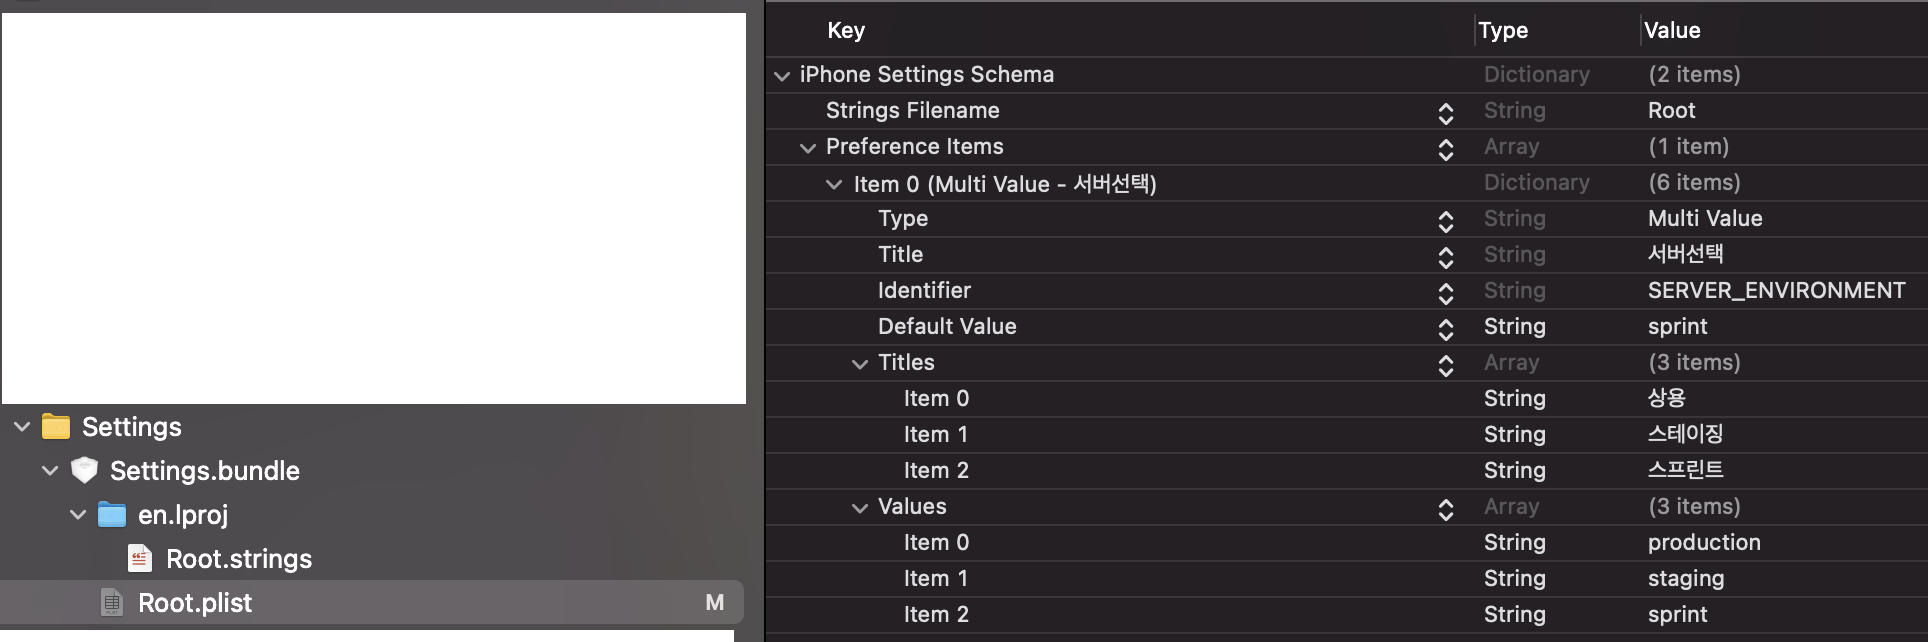 Settings
Settings.bundle
en.lproj
Root.strings
Root.plist M
Key Type Value
iPhone Settings Schema Dictionary (2 items)
Strings Filename String Root
Preference Items Array (1 item)
Item 0 (Multi Value - 서버선택) Dictionary (6 items)
Type String Multi Value
Title String 서버선택
Identifier String SERVER_ENVIRONMENT
Default Value String sprint
Titles Array (3 items)
Item 0 String 상용
Item 1 String 스테이징
Item 2 String 스프린트
Values Array (3 items)
Item 0 String production
Item 1 String staging
Item 2 String sprint